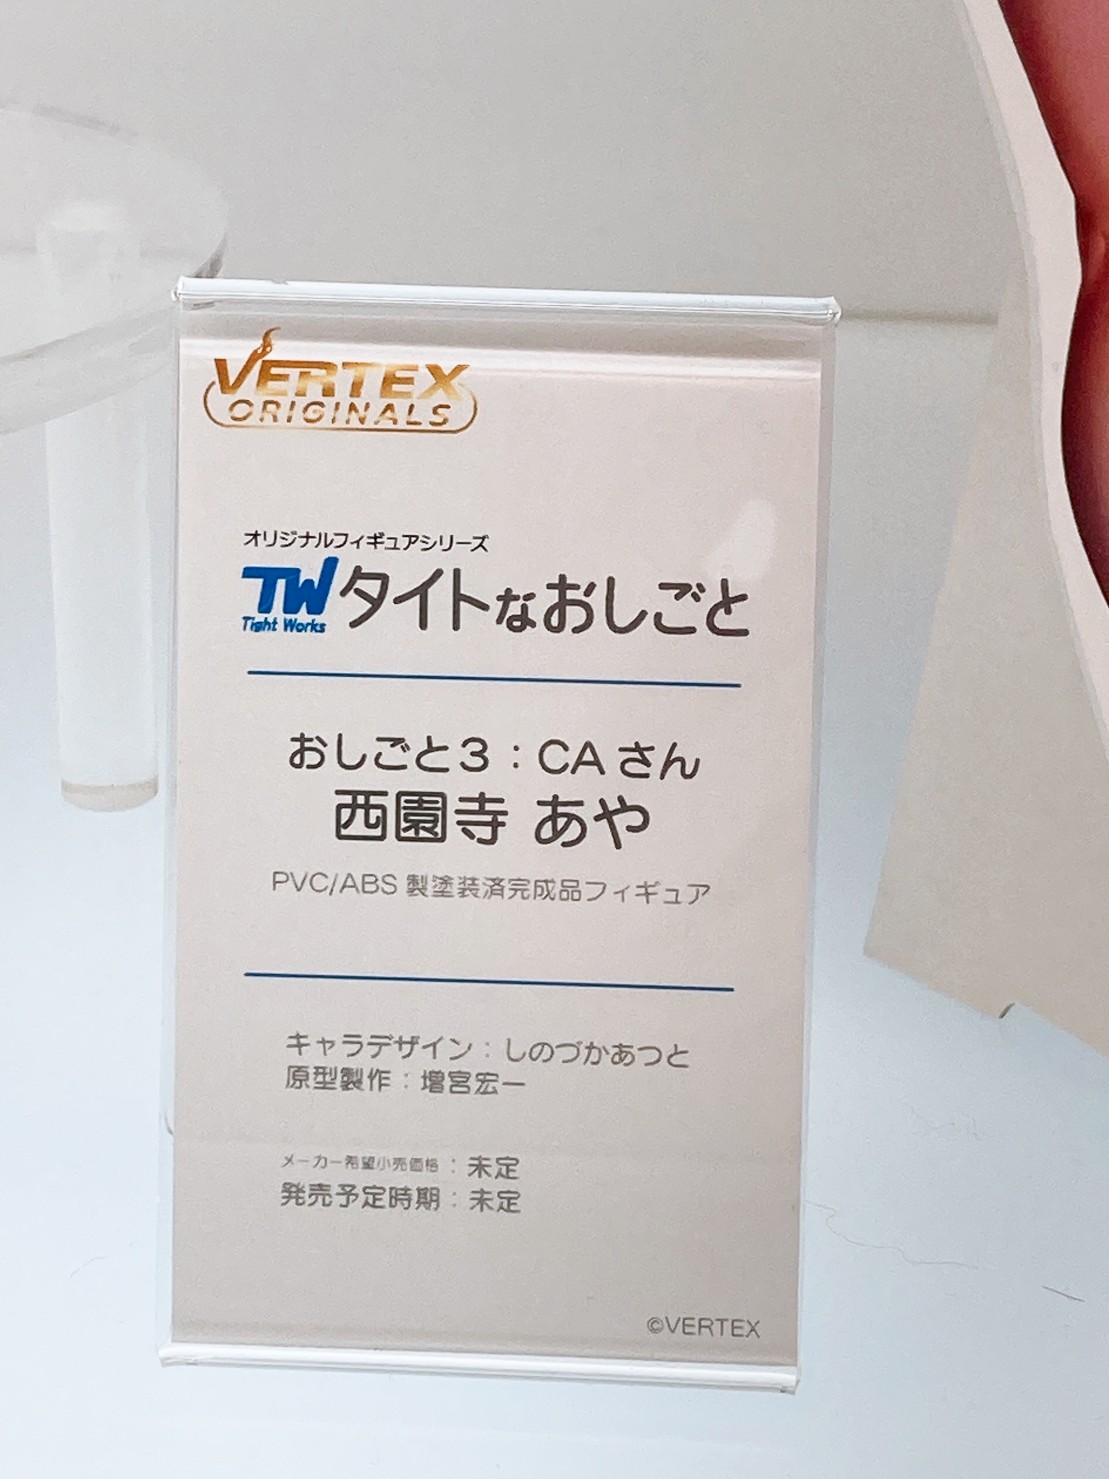 VERTEX
ORIGINALS
オリジナルフィギュアシリーズ
TW タイトなおしごと
Tight Works
おしごと3：CAさん
西園寺 あや
PVC/ABS 製塗装済完成品フィギュア
キャラデザイン：しのづかあつと
原型製作：増宮宏一
メーカー希望小売価格：未定
発売予定時期：未定
©VERTEX